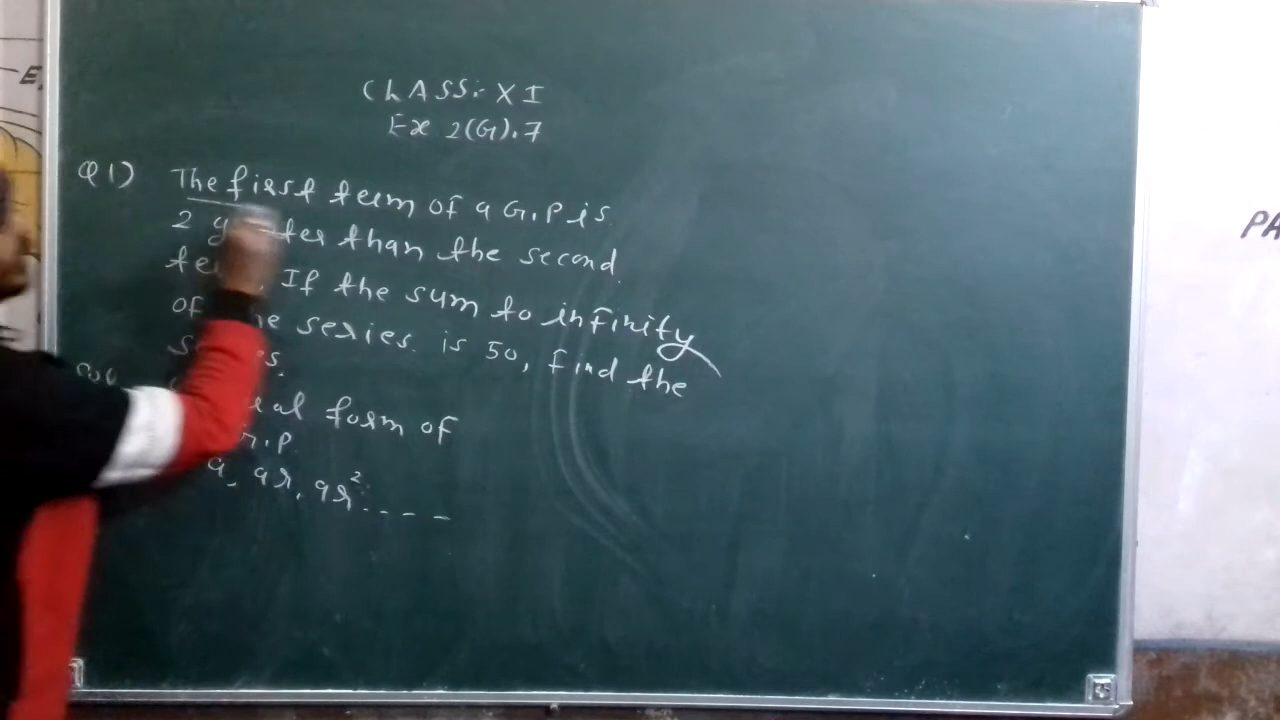 CLASS: XI
Ex 2(G).7
Q1) The first term of a G.P is
2 than the second
If the sum to infinity
of series. is 50, find the
form of
G.P.
a, ar, ar²....
E
PA